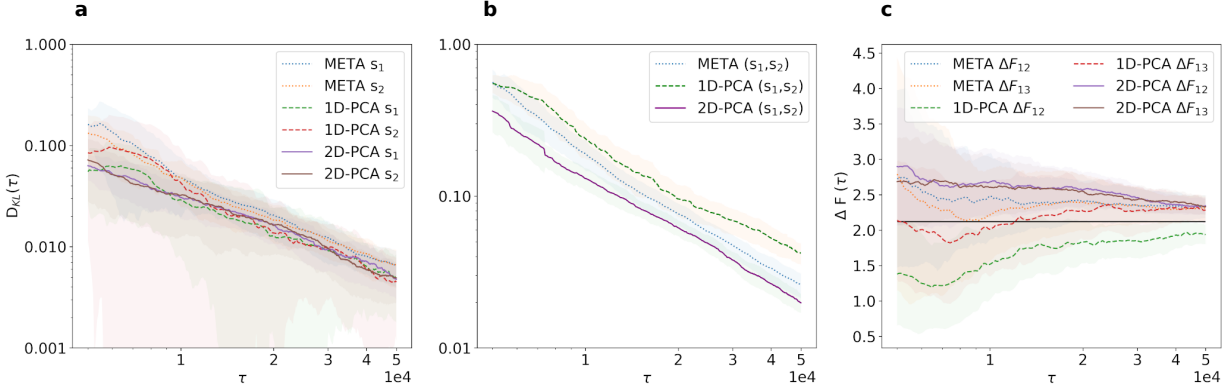 a
b
c
1.000
0.100
0.010
0.001
D_KL(τ)
META s₁
META s₂
1D-PCA s₁
1D-PCA s₂
2D-PCA s₁
2D-PCA s₂
1 2 3 4 5
1e4
τ
1.00
0.10
0.01
META (s₁,s₂)
1D-PCA (s₁,s₂)
2D-PCA (s₁,s₂)
1 2 3 4 5
1e4
τ
4.5
4.0
3.5
3.0
2.5
2.0
1.5
1.0
0.5
Δ F (τ)
META ΔF₁₂
META ΔF₁₃
1D-PCA ΔF₁₂
1D-PCA ΔF₁₃
2D-PCA ΔF₁₂
2D-PCA ΔF₁₃
1 2 3 4 5
1e4
τ